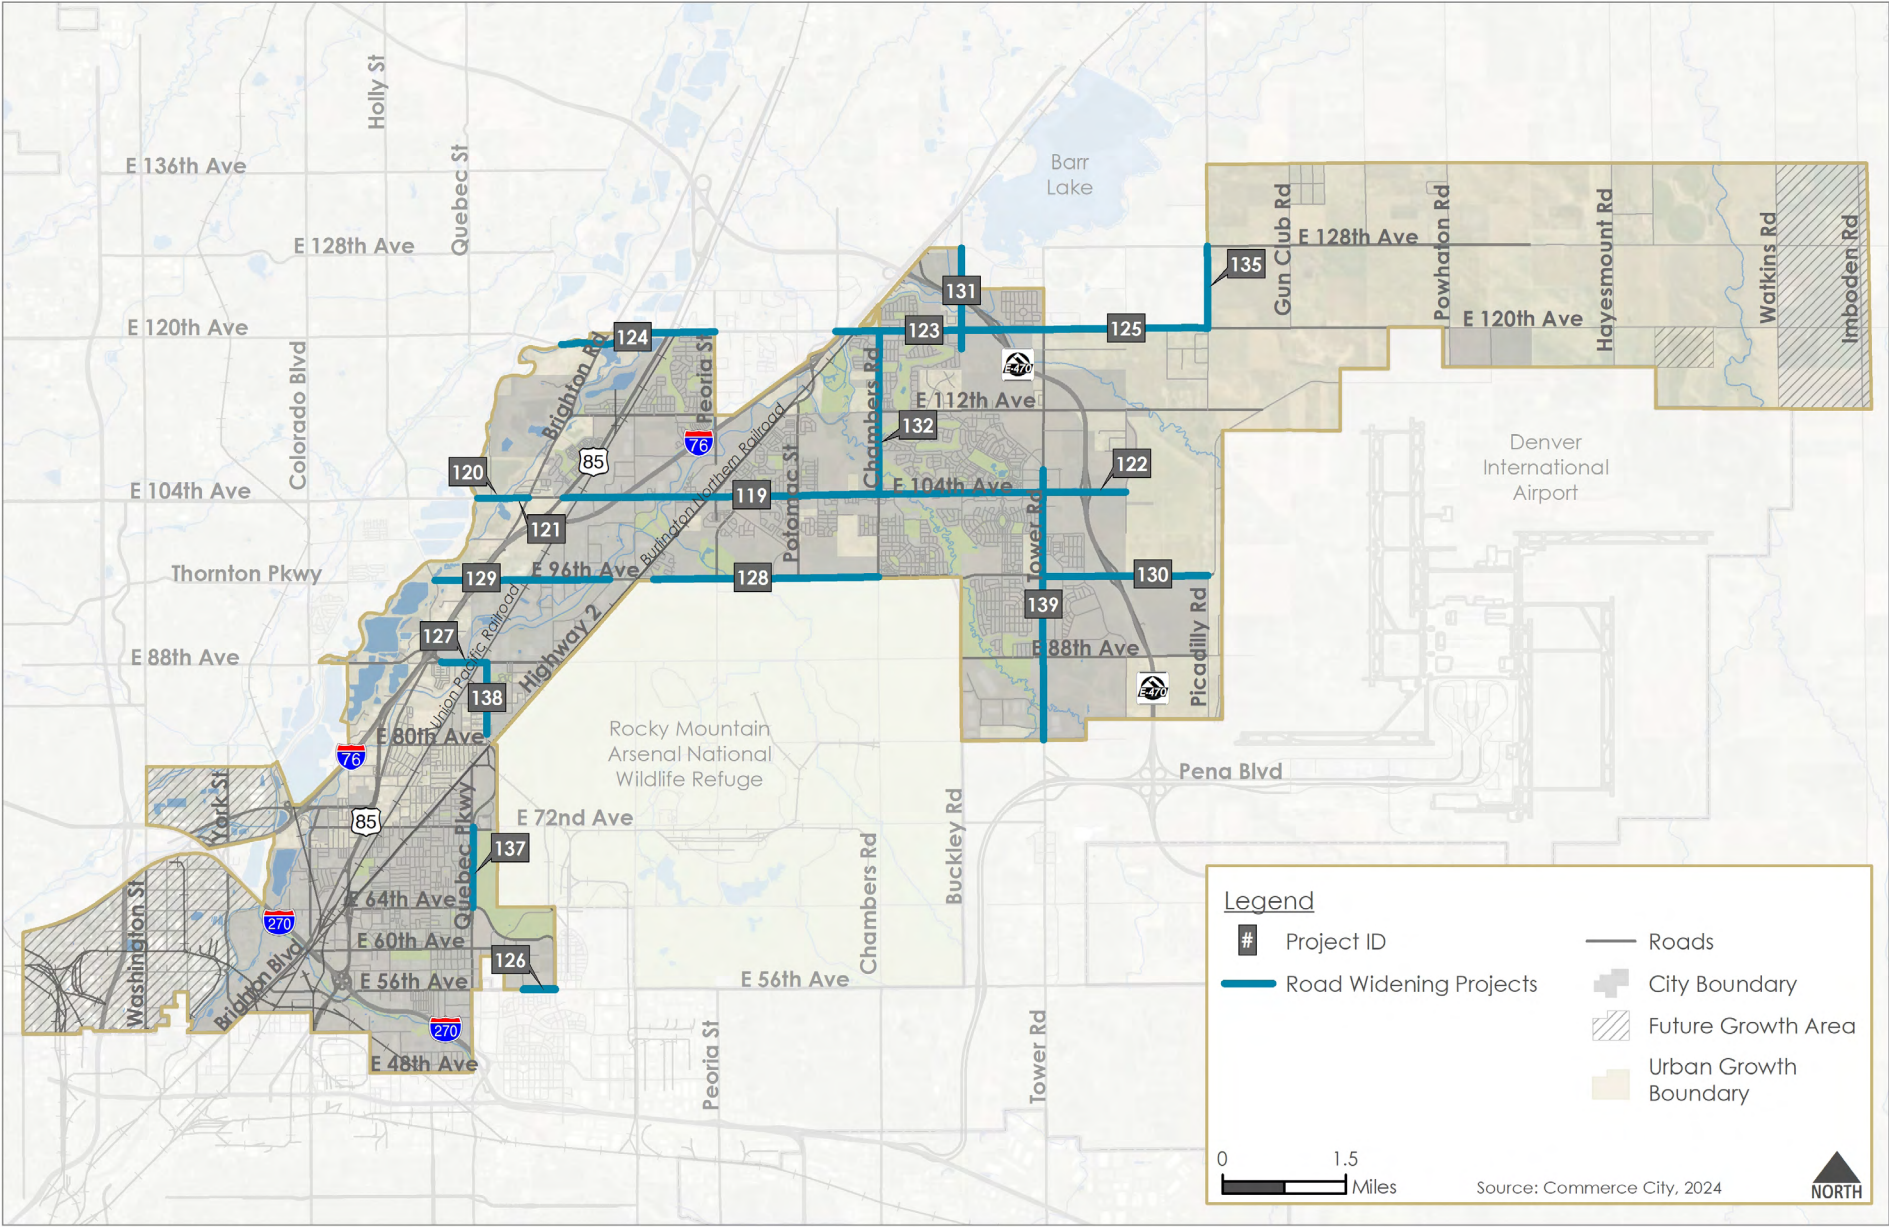 Holly St
Quebec St
E 136th Ave
E 128th Ave
E 120th Ave
Colorado Blvd
E 104th Ave
Thornton Pkwy
E 88th Ave
Barr
Lake
Gun Club Rd
E 128th Ave
Powhaton Rd
Hayesmount Rd
Watkins Rd
Imboden Rd
E 120th Ave
135
131
123
125
124
Brighton Rd
Peoria St
Chambers Rd
E-470
E 112th Ave
132
76
85
Burlington Northern Railroad
Potomac St
120
119
E 104th Ave
122
121
Tower Rd
Denver
International
Airport
129
E 96th Ave
128
130
139
127
Union Pacific Railroad
Highway 2
E 88th Ave
Picadilly Rd
138
E-470
E 80th Ave
76
Rocky Mountain
Arsenal National
Wildlife Refuge
Pena Blvd
York St
85
Quebec Pkwy
E 72nd Ave
137
Chambers Rd
Buckley Rd
Washington St
270
E 64th Ave
E 60th Ave
126
E 56th Ave
E 56th Ave
Brighton Blvd
270
E 48th Ave
Peoria St
Tower Rd
Legend
# Project ID
Road Widening Projects
Roads
City Boundary
Future Growth Area
Urban Growth
Boundary
0 1.5
Miles
Source: Commerce City, 2024
NORTH